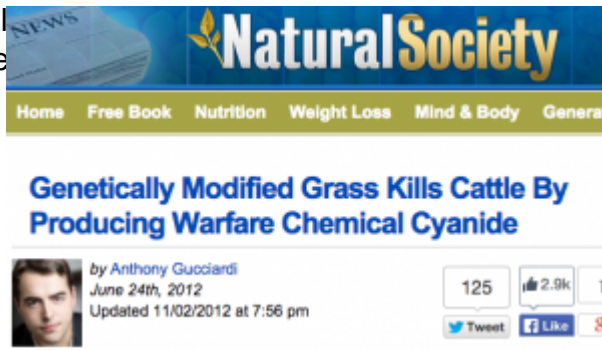 NEWS
NaturalSociety
Home Free Book Nutrition Weight Loss Mind & Body
Genetically Modified Grass Kills Cattle By
Producing Warfare Chemical Cyanide
by Anthony Gucciardi
June 24th, 2012
Updated 11/02/2012 at 7:56 pm
125 2.9k
Tweet Like